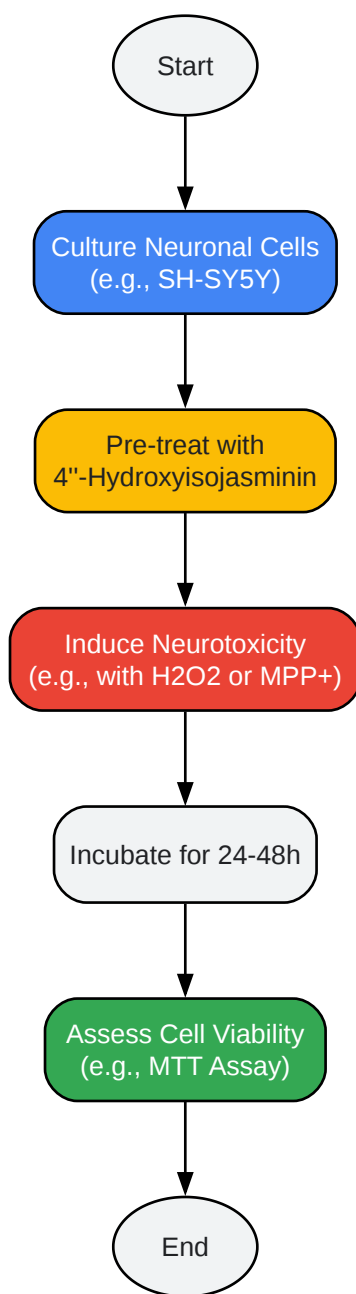 Start
Culture Neuronal Cells
(e.g., SH-SY5Y)
Pre-treat with
4''-Hydroxyisojasminin
Induce Neurotoxicity
(e.g., with H2O2 or MPP+)
Incubate for 24-48h
Assess Cell Viability
(e.g., MTT Assay)
End